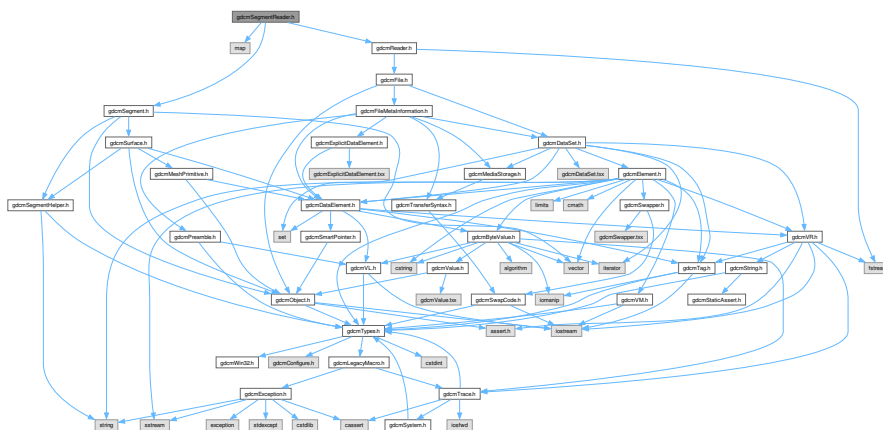 gdcmSegmentReader.h
map
gdcmReader.h
gdcmFile.h
gdcmSegment.h
gdcmFileMetaInformation.h
gdcmSurface.h
gdcmExplicitDataElement.h
gdcmDataSet.h
gdcmMeshPrimitive.h
gdcmExplicitDataElement.txx
gdcmMediaStorage.h
gdcmDataSet.txx
gdcmElement.h
gdcmSegmentHelper.h
gdcmDataElement.h
gdcmTransferSyntax.h
limits
cmath
gdcmSwapper.h
gdcmPreamble.h
set
gdcmSmartPointer.h
gdcmByteValue.h
gdcmSwapper.txx
gdcmVR.h
gdcmVL.h
gdcmValue.h
cstring
algorithm
vector
iterator
gdcmTag.h
gdcmString.h
fstream
gdcmObject.h
gdcmValue.txx
gdcmSwapCode.h
iomanip
gdcmVM.h
gdcmStaticAssert.h
gdcmTypes.h
assert.h
iostream
gdcmWin32.h
gdcmConfigure.h
gdcmLegacyMacro.h
cstdint
gdcmException.h
gdcmTrace.h
string
sstream
exception
stdexcept
cstdlib
cassert
gdcmSystem.h
iosfwd